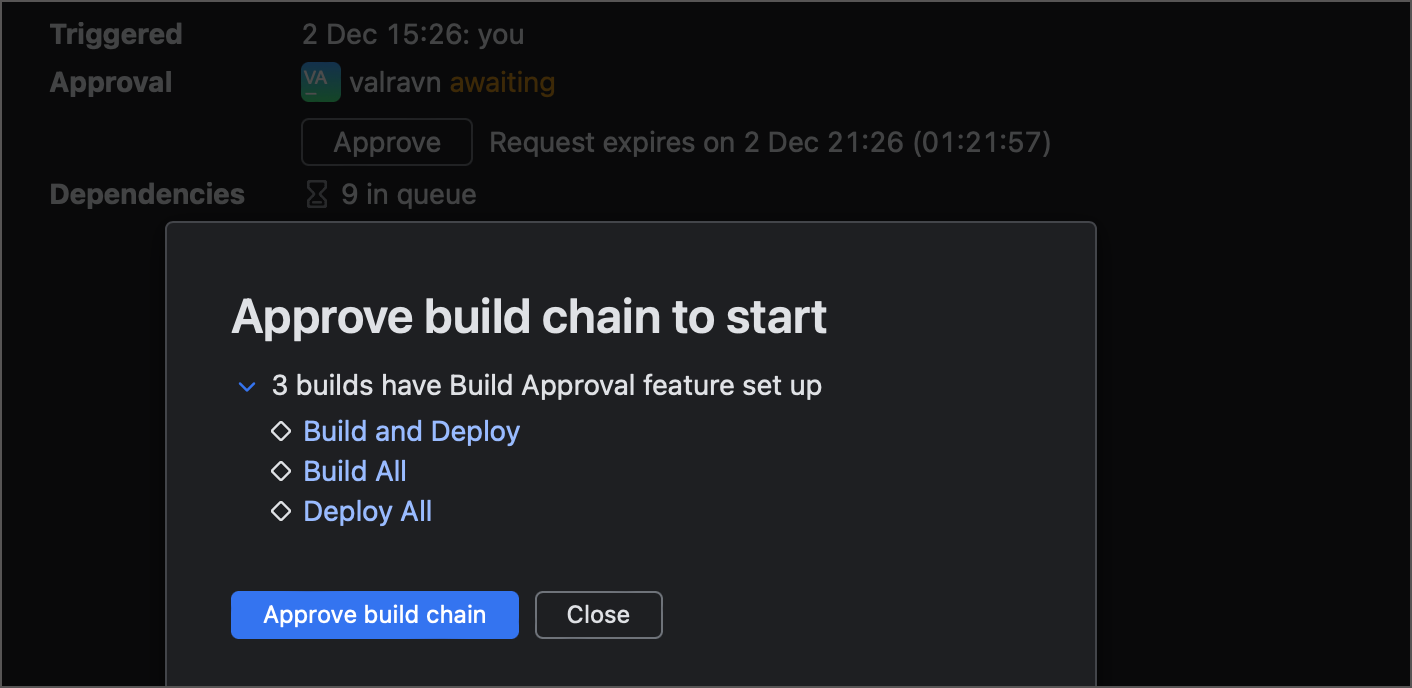 Triggered 2 Dec 15:26: you
Approval VA valravn awaiting
Approve Request expires on 2 Dec 21:26 (01:21:57)
Dependencies 9 in queue
Approve build chain to start
3 builds have Build Approval feature set up
Build and Deploy
Build All
Deploy All
Approve build chain Close